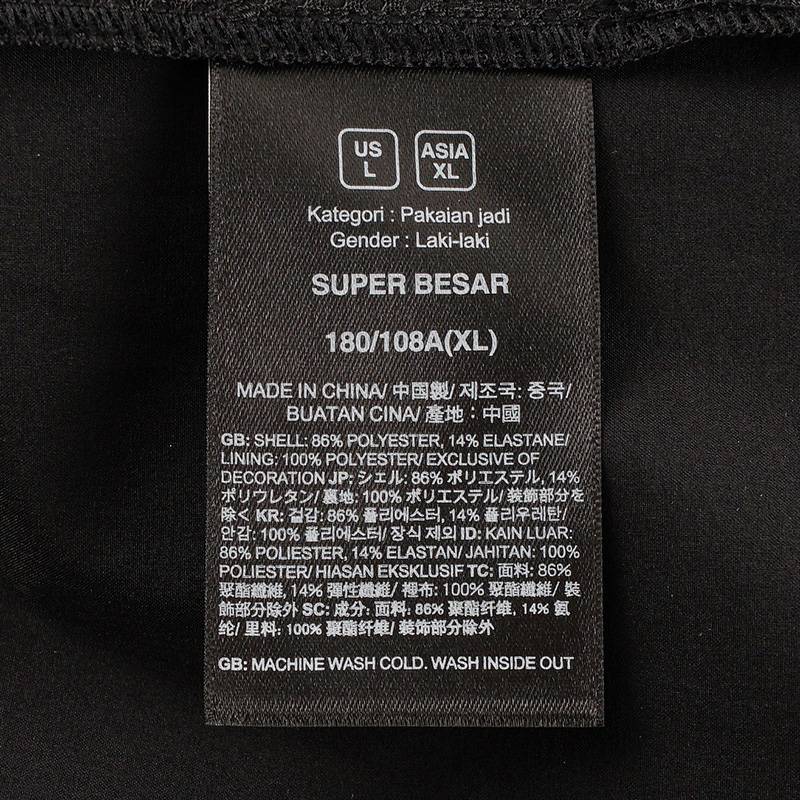 US
L
ASIA
XL
Kategori : Pakaian jadi
Gender : Laki-laki
SUPER BESAR
180/108A(XL)
MADE IN CHINA/ 中国製/ 제조국: 중국/
BUATAN CINA/ 產地：中國
GB: SHELL: 86% POLYESTER, 14% ELASTANE/
LINING: 100% POLYESTER/ EXCLUSIVE OF
DECORATION JP: シェル: 86% ポリエステル, 14%
ポリウレタン/ 裏地: 100% ポリエステル/ 装飾部分を
除く KR: 겉감: 86% 폴리에스터, 14% 폴리우레탄/
안감: 100% 폴리에스터/ 장식 제외 ID: KAIN LUAR:
86% POLIESTER, 14% ELASTAN/ JAHITAN: 100%
POLIESTER/ HIASAN EKSKLUSIF TC: 面料: 86%
聚酯纖維, 14% 彈性纖維/ 裡布: 100% 聚酯纖維/ 裝
飾部分除外 SC: 成分: 面料: 86% 聚酯纤维, 14% 氨
纶/ 里料: 100% 聚酯纤维/ 装饰部分除外
GB: MACHINE WASH COLD. WASH INSIDE OUT